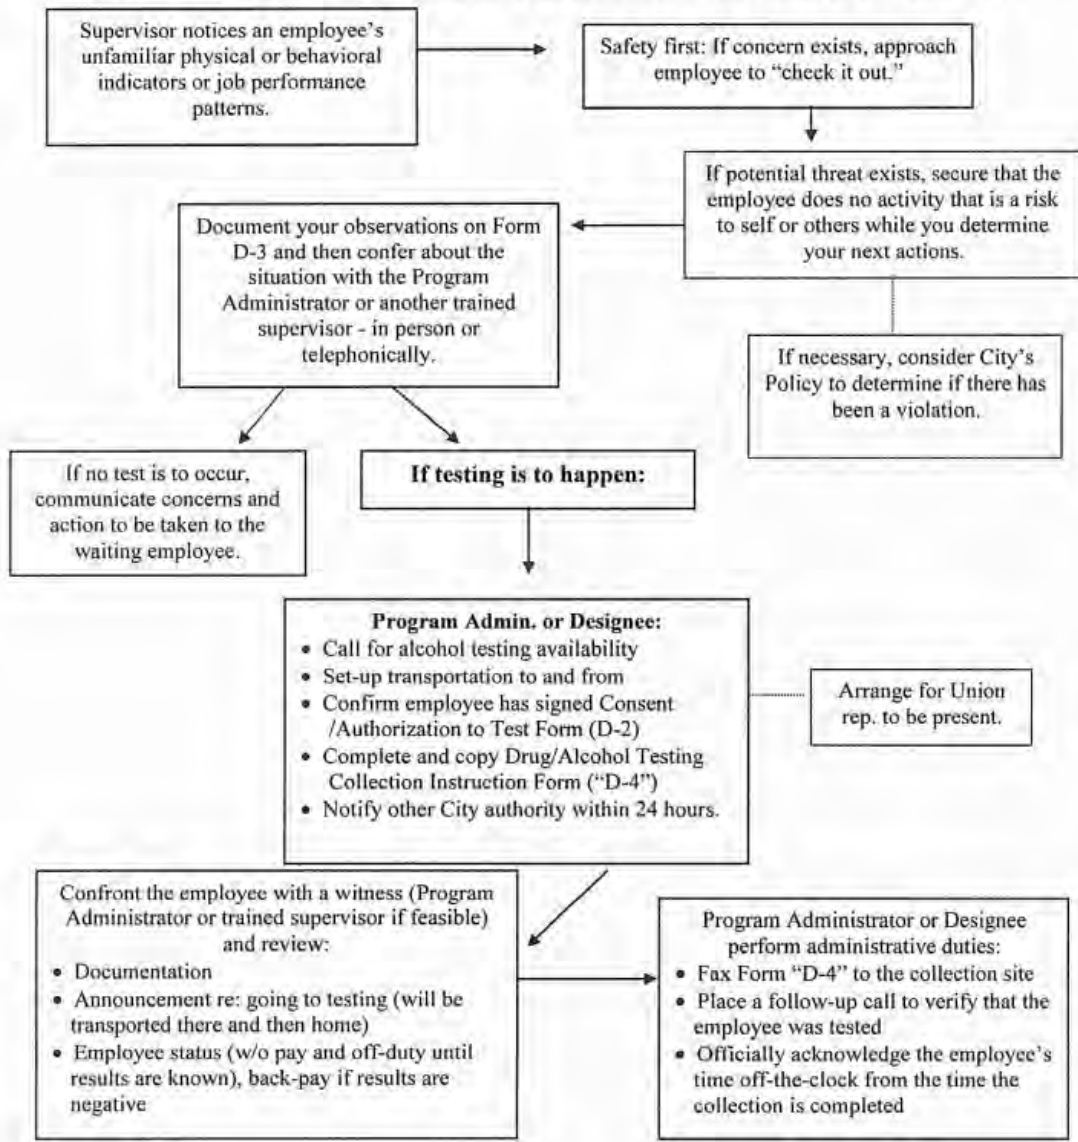 Supervisor notices an employee's
unfamiliar physical or behavioral
indicators or job performance
patterns.
Safety first: If concern exists, approach
employee to “check it out.”
If potential threat exists, secure that the
employee does no activity that is a risk
to self or others while you determine
your next actions.
Document your observations on Form
D-3 and then confer about the
situation with the Program
Administrator or another trained
supervisor - in person or
telephonically.
If necessary, consider City's
Policy to determine if there has
been a violation.
If no test is to occur,
communicate concerns and
action to be taken to the
waiting employee.
If testing is to happen:
Program Admin. or Designee:
• Call for alcohol testing availability
• Set-up transportation to and from
• Confirm employee has signed Consent
/Authorization to Test Form (D-2)
• Complete and copy Drug/Alcohol Testing
Collection Instruction Form (“D-4”)
• Notify other City authority within 24 hours.
Arrange for Union
rep. to be present.
Confront the employee with a witness (Program
Administrator or trained supervisor if feasible)
and review:
• Documentation
• Announcement re: going to testing (will be
transported there and then home)
• Employee status (w/o pay and off-duty until
results are known), back-pay if results are
negative
Program Administrator or Designee
perform administrative duties:
• Fax Form “D-4” to the collection site
• Place a follow-up call to verify that the
employee was tested
• Officially acknowledge the employee's
time off-the-clock from the time the
collection is completed